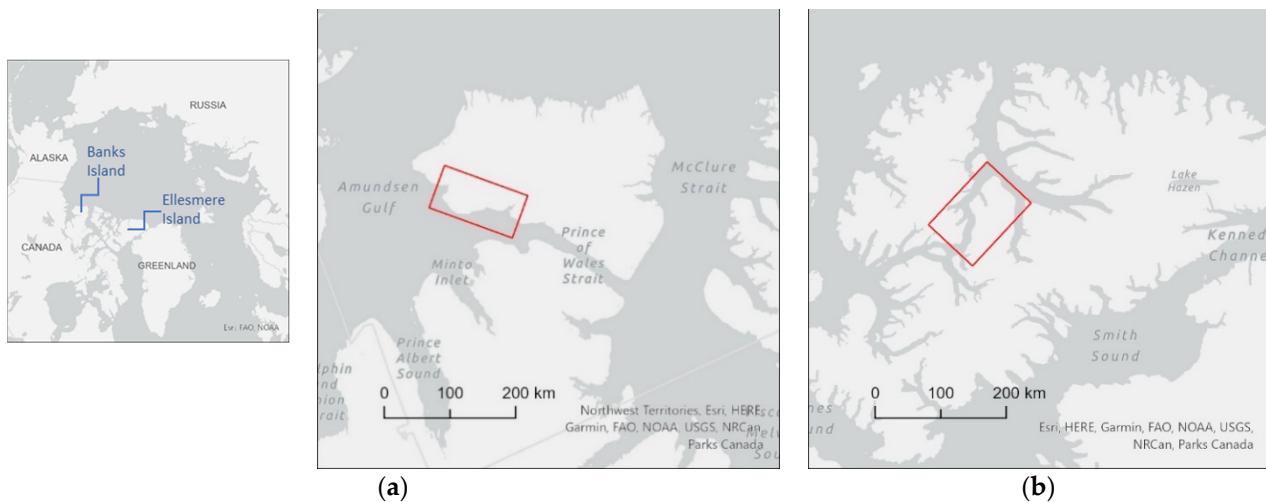 RUSSIA
ALASKA
Banks
Island
Ellesmere
Island
CANADA
GREENLAND
Esri, FAO, NOAA
McClure
Strait
Amundsen
Gulf
Prince
of
Wales
Strait
Minto
Inlet
Prince
Albert
Sound
0 100 200 km
Northwest Territories, Esri, HERE,
Garmin, FAO, NOAA, USGS, NRCan,
Parks Canada
(a)
Lake
Hazen
Kenned
Channe
Smith
Sound
0 100 200 km
Esri, HERE, Garmin, FAO, NOAA, USGS,
NRCan, Parks Canada
(b)